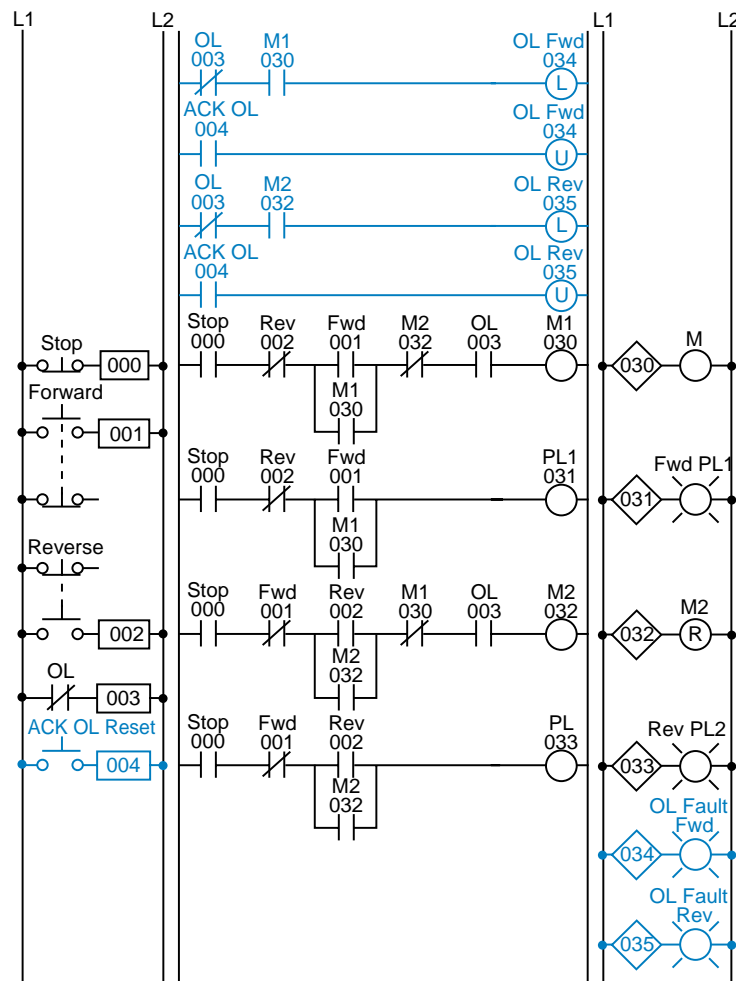 L1
L2
L1
L2
OL
003
M1
030
OL Fwd
034
L
ACK OL
004
OL Fwd
034
U
OL
003
M2
032
OL Rev
035
L
ACK OL
004
OL Rev
035
U
Stop
000
Stop
000
Rev
002
Fwd
001
M2
032
OL
003
M1
030
M1
030
030
M
Forward
001
Stop
000
Rev
002
Fwd
001
PL1
031
M1
030
031
Fwd PL1
Reverse
002
Stop
000
Fwd
001
Rev
002
M1
030
OL
003
M2
032
M2
032
032
M2
R
OL
003
ACK OL Reset
004
Stop
000
Fwd
001
Rev
002
PL
033
M2
032
033
Rev PL2
OL Fault
Fwd
034
OL Fault
Rev
035